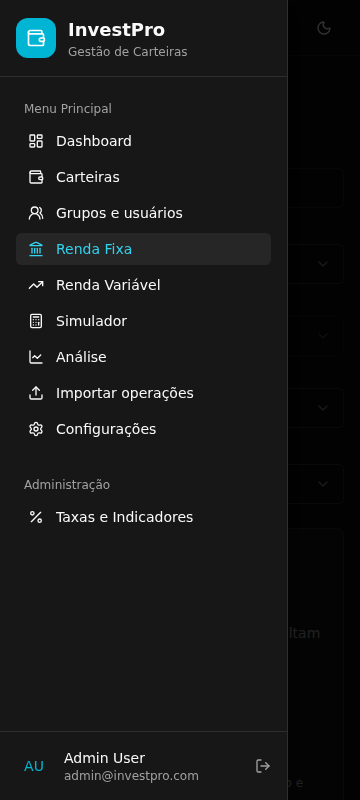 InvestPro
Gestão de Carteiras
Menu Principal
Dashboard
Carteiras
Grupos e usuários
Renda Fixa
Renda Variável
Simulador
Análise
Importar operações
Configurações
Administração
Taxas e Indicadores
ltam
o e
AU
Admin User
admin@investpro.com